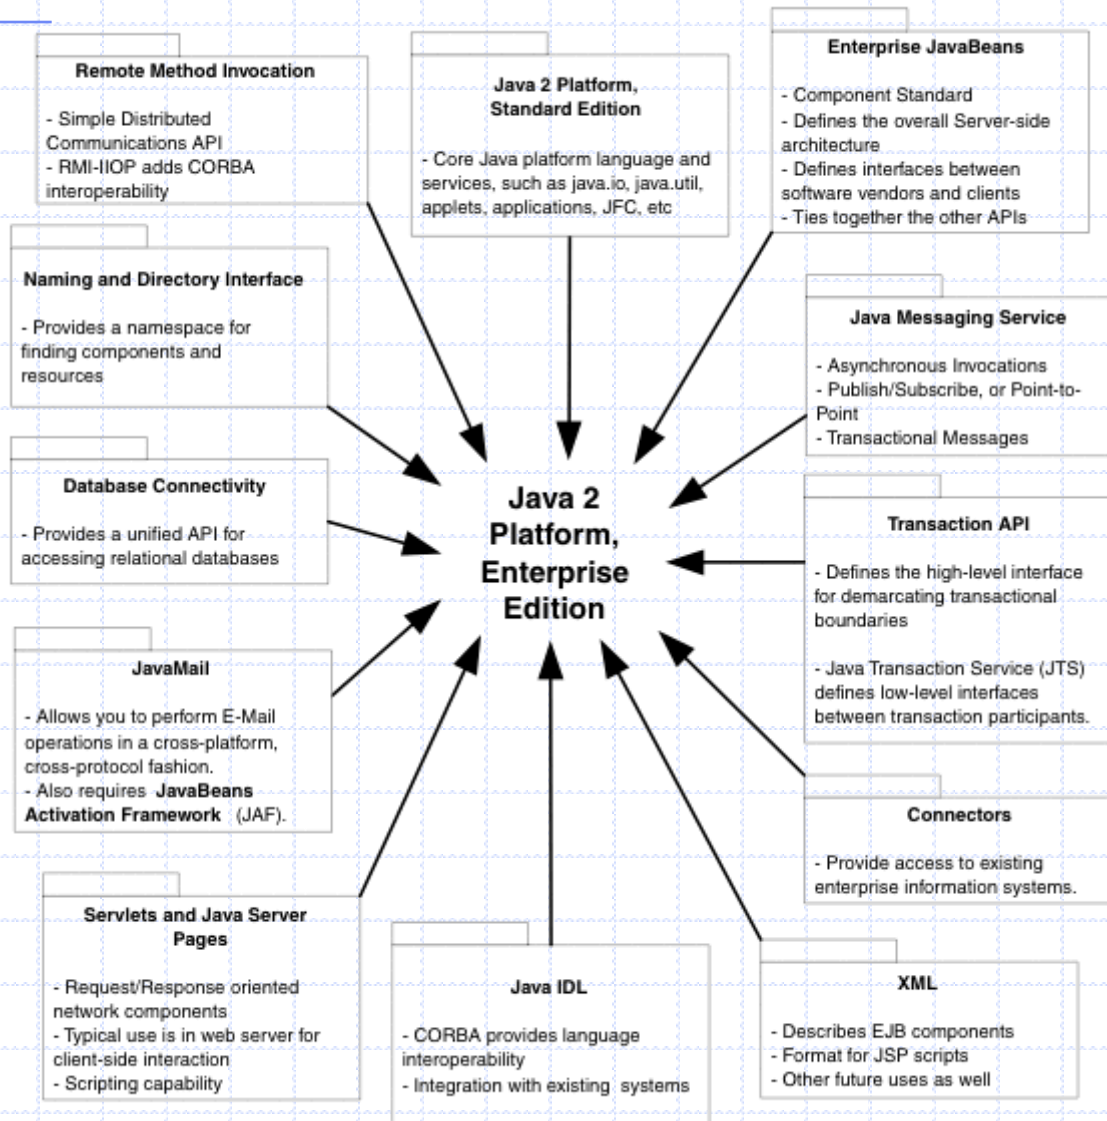 Remote Method Invocation
- Simple Distributed
Communications API
- RMI-IIOP adds CORBA
interoperability
Java 2 Platform,
Standard Edition
- Core Java platform language and
services, such as java.io, java.util,
applets, applications, JFC, etc
Enterprise JavaBeans
- Component Standard
- Defines the overall Server-side
architecture
- Defines interfaces between
software vendors and clients
- Ties together the other APIs
Naming and Directory Interface
- Provides a namespace for
finding components and
resources
Java Messaging Service
- Asynchronous Invocations
- Publish/Subscribe, or Point-to-
Point
- Transactional Messages
Database Connectivity
- Provides a unified API for
accessing relational databases
Java 2
Platform,
Enterprise
Edition
Transaction API
- Defines the high-level interface
for demarcating transactional
boundaries
- Java Transaction Service (JTS)
defines low-level interfaces
between transaction participants.
JavaMail
- Allows you to perform E-Mail
operations in a cross-platform,
cross-protocol fashion.
- Also requires JavaBeans
Activation Framework (JAF).
Connectors
- Provide access to existing
enterprise information systems.
Servlets and Java Server
Pages
- Request/Response oriented
network components
- Typical use is in web server for
client-side interaction
- Scripting capability
Java IDL
- CORBA provides language
interoperability
- Integration with existing systems
XML
- Describes EJB components
- Format for JSP scripts
- Other future uses as well